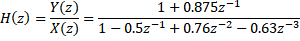 H(z) = Y(z)/X(z) = (1 + 0.875z⁻¹)/(1 − 0.5z⁻¹ + 0.76z⁻² − 0.63z⁻³)